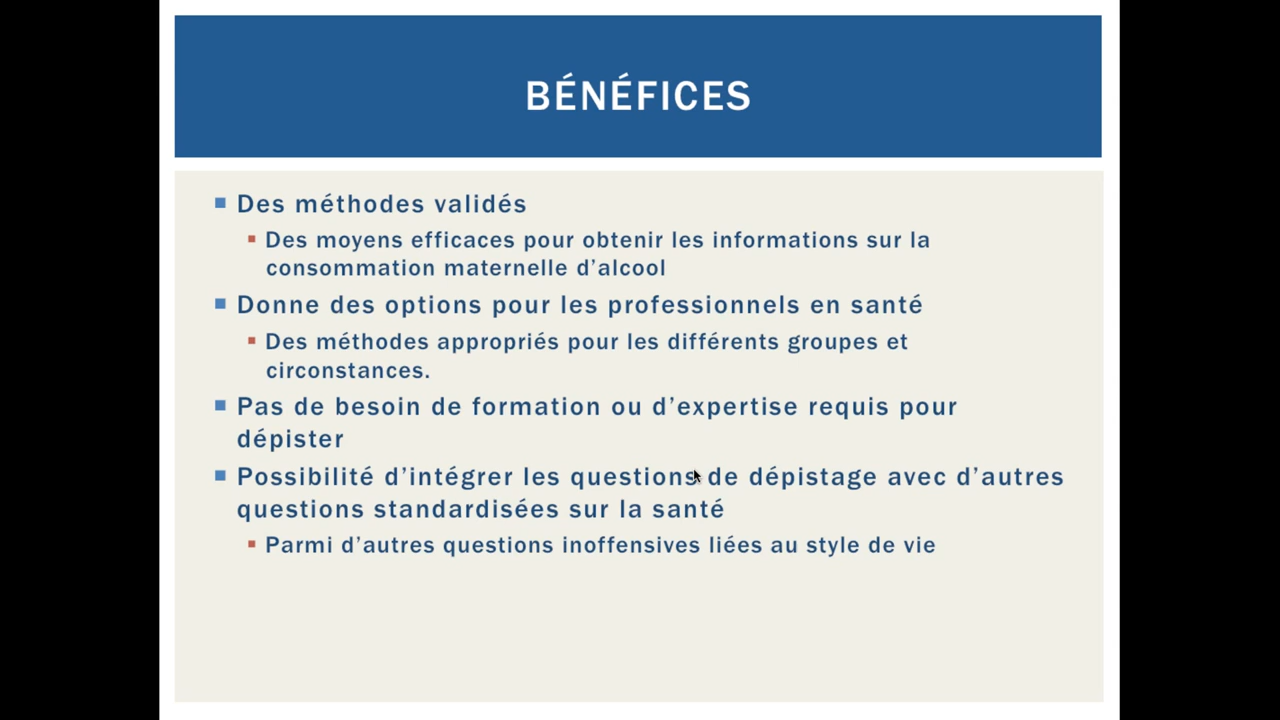 BÉNÉFICES
Des méthodes validés
Des moyens efficaces pour obtenir les informations sur la
consommation maternelle d’alcool
Donne des options pour les professionnels en santé
Des méthodes appropriés pour les différents groupes et
circonstances.
Pas de besoin de formation ou d’expertise requis pour
dépister
Possibilité d’intégrer les questions de dépistage avec d’autres
questions standardisées sur la santé
Parmi d’autres questions inoffensives liées au style de vie